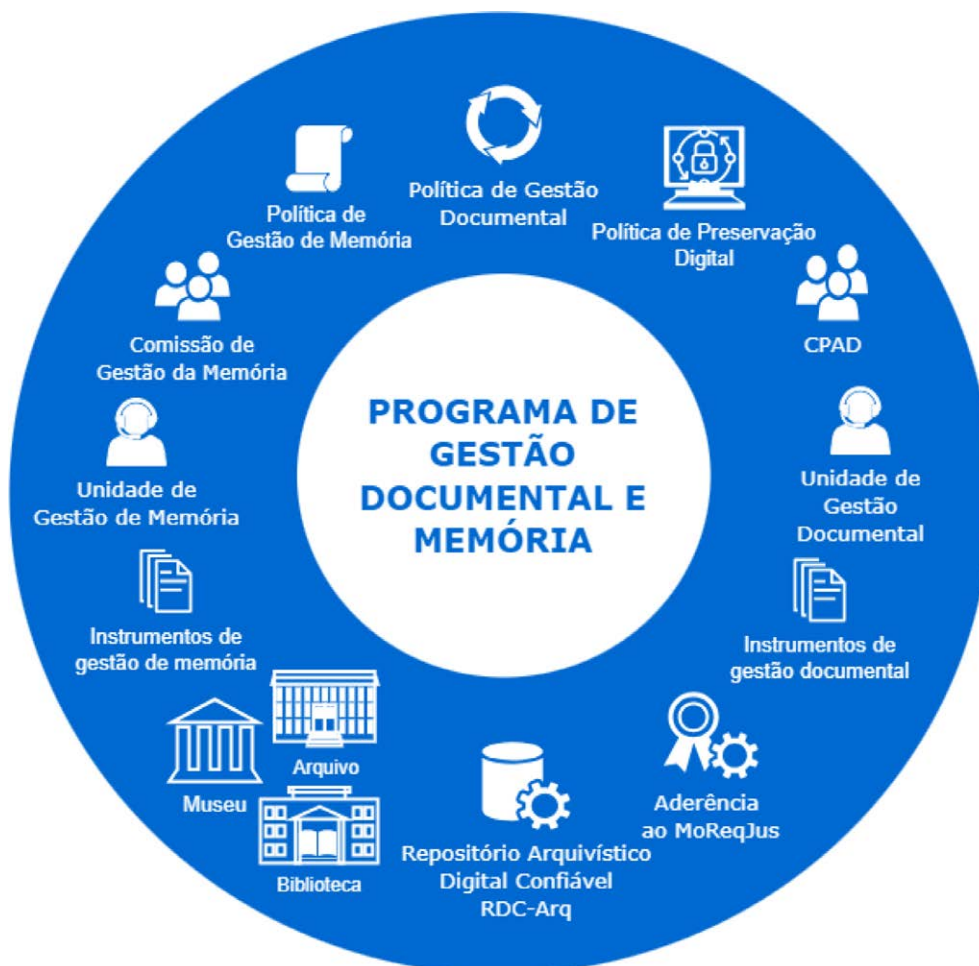 Política de Gestão
Documental
Política de Preservação
Digital
CPAD
Unidade de
Gestão
Documental
Instrumentos de
gestão documental
Aderência
ao MoReqJus
Repositório Arquivístico
Digital Confiável
RDC-Arq
Arquivo
Museu
Biblioteca
Instrumentos de
gestão de memória
Unidade de
Gestão de Memória
Comissão de
Gestão da Memória
Política de
Gestão de Memória
PROGRAMA DE
GESTÃO
DOCUMENTAL E
MEMÓRIA